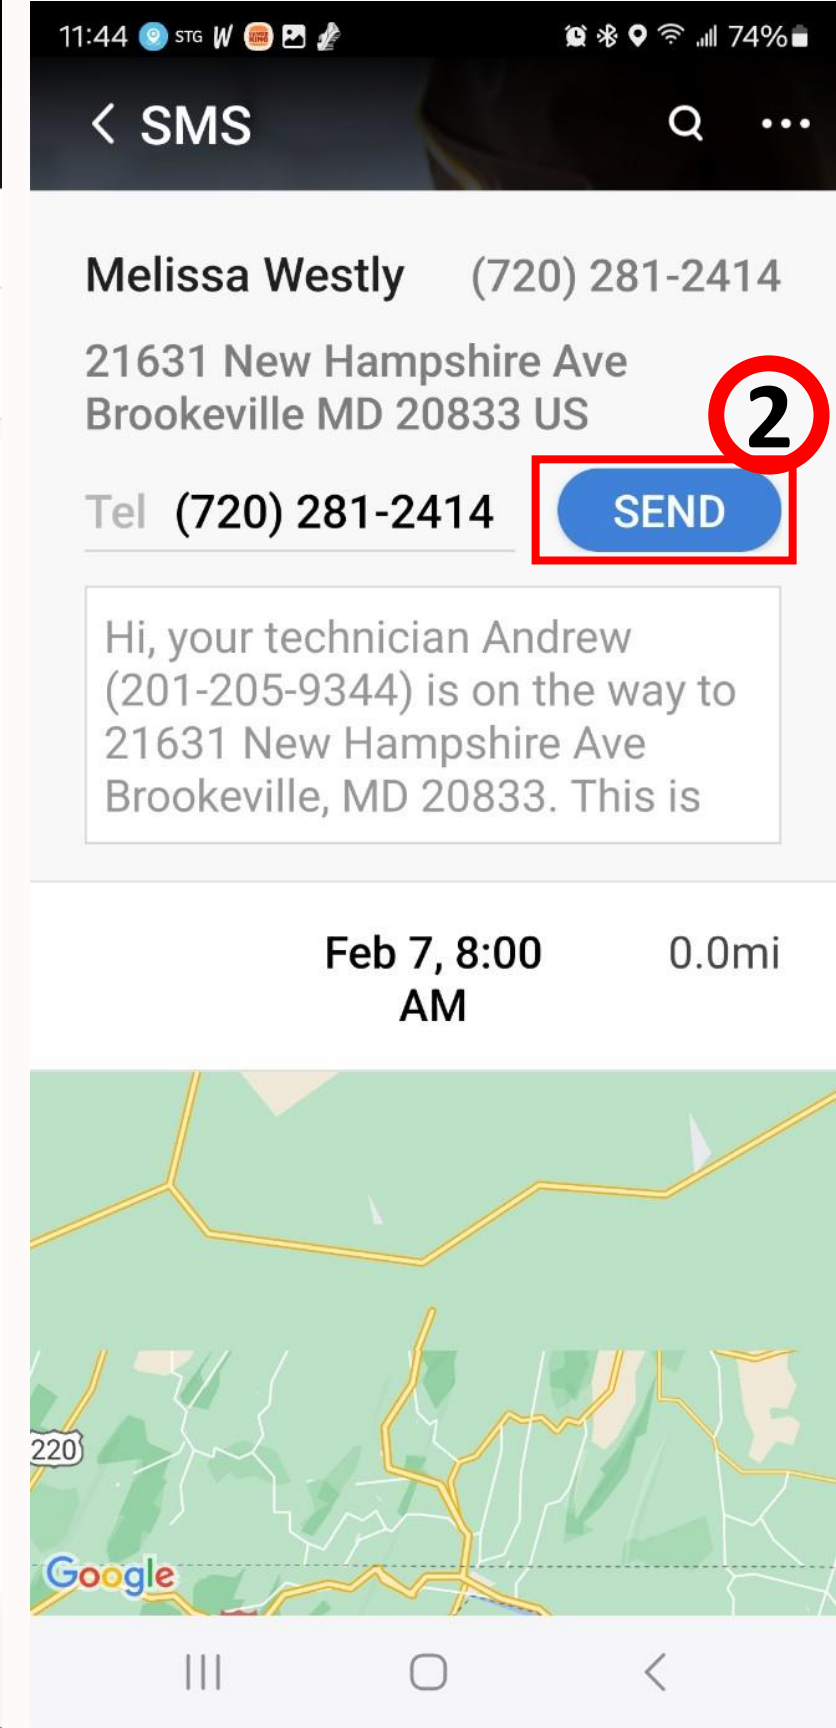 11:44 STG W 74%
SMS
Melissa Westly (720) 281-2414
21631 New Hampshire Ave
Brookeville MD 20833 US
2
Tel (720) 281-2414 SEND
Hi, your technician Andrew
(201-205-9344) is on the way to
21631 New Hampshire Ave
Brookeville, MD 20833. This is
Feb 7, 8:00 0.0mi
AM
220
Google